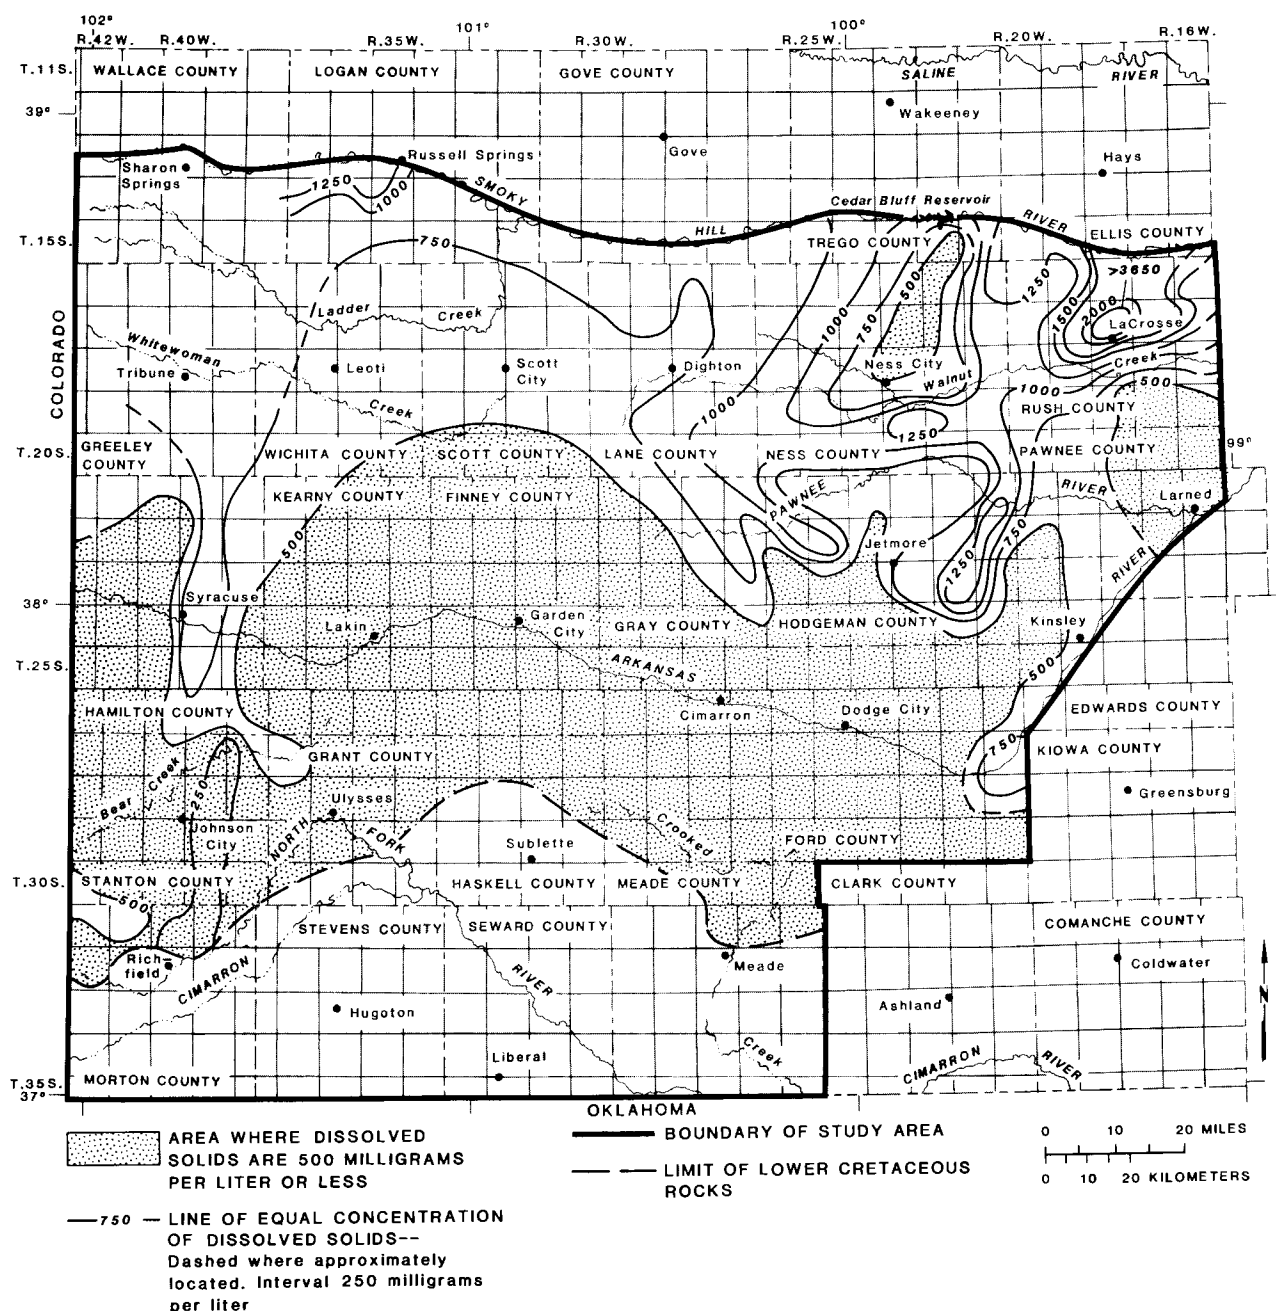 102°
101°
100°
R.42W.
R.40W.
R.35W.
R.30W.
R.25W.
R.20W.
R.16W.
T.11S.
WALLACE COUNTY
LOGAN COUNTY
GOVE COUNTY
SALINE
RIVER
39°
Wakeeney
Gove
Hays
Sharon
Springs
Russell Springs
1250
1000
SMOKY
HILL
RIVER
Cedar Bluff Reservoir
T.15S.
750
TREGO COUNTY
ELLIS COUNTY
>3650
1250
1500
2000
500
750
1000
LaCrosse
Ladder
Creek
COLORADO
Whitewoman
Creek
Tribune
Leoti
Scott
City
Dighton
Ness City
Walnut
Creek
1000
1000
500
1250
RUSH COUNTY
99°
T.20S.
GREELEY
COUNTY
WICHITA COUNTY
SCOTT COUNTY
LANE COUNTY
NESS COUNTY
PAWNEE COUNTY
KEARNY COUNTY
FINNEY COUNTY
PAWNEE
RIVER
Larned
500
Jetmore
750
1250
RIVER
38°
Syracuse
Lakin
Garden
City
GRAY COUNTY
HODGEMAN COUNTY
Kinsley
T.25S.
ARKANSAS
500
HAMILTON COUNTY
Cimarron
Dodge City
EDWARDS COUNTY
750
KIOWA COUNTY
GRANT COUNTY
Bear
Creek
250
Ulysses
Greensburg
Johnson
City
NORTH
FORK
Sublette
Crooked
FORD COUNTY
T.30S.
STANTON COUNTY
HASKELL COUNTY
MEADE COUNTY
CLARK COUNTY
500
STEVENS COUNTY
SEWARD COUNTY
COMANCHE COUNTY
Rich-
field
CIMARRON
RIVER
Meade
Coldwater
Hugoton
Ashland
N
Creek
Liberal
CIMARRON
RIVER
T.35S.
MORTON COUNTY
37°
OKLAHOMA
AREA WHERE DISSOLVED
SOLIDS ARE 500 MILLIGRAMS
PER LITER OR LESS
—750— LINE OF EQUAL CONCENTRATION
OF DISSOLVED SOLIDS--
Dashed where approximately
located. Interval 250 milligrams
per liter
BOUNDARY OF STUDY AREA
LIMIT OF LOWER CRETACEOUS
ROCKS
0 10 20 MILES
0 10 20 KILOMETERS